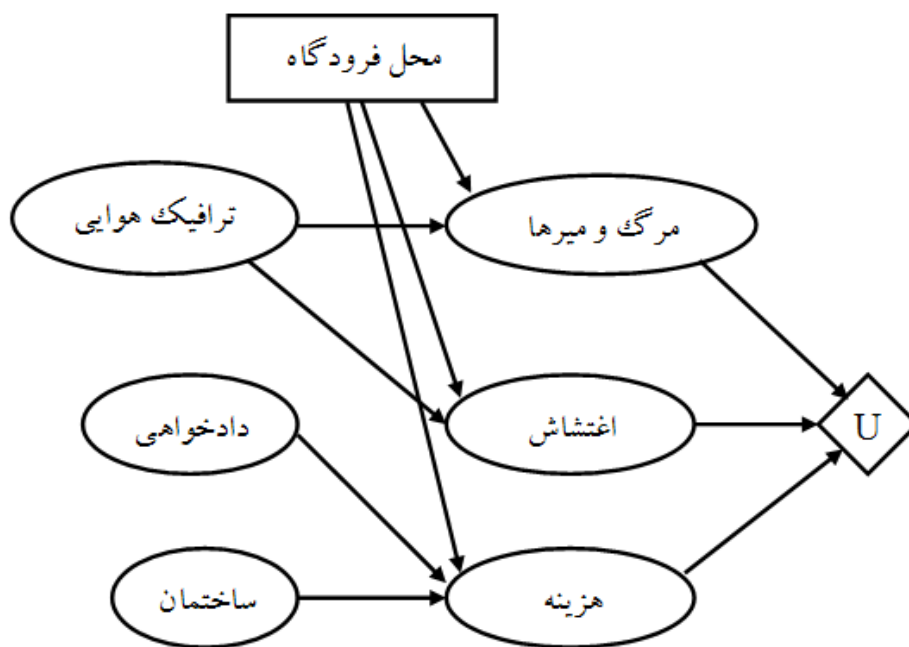 محل فرودگاه
ترافیک هوایی
مرگ و میرها
دادخواهی
اغتشاش
U
ساختمان
هزینه